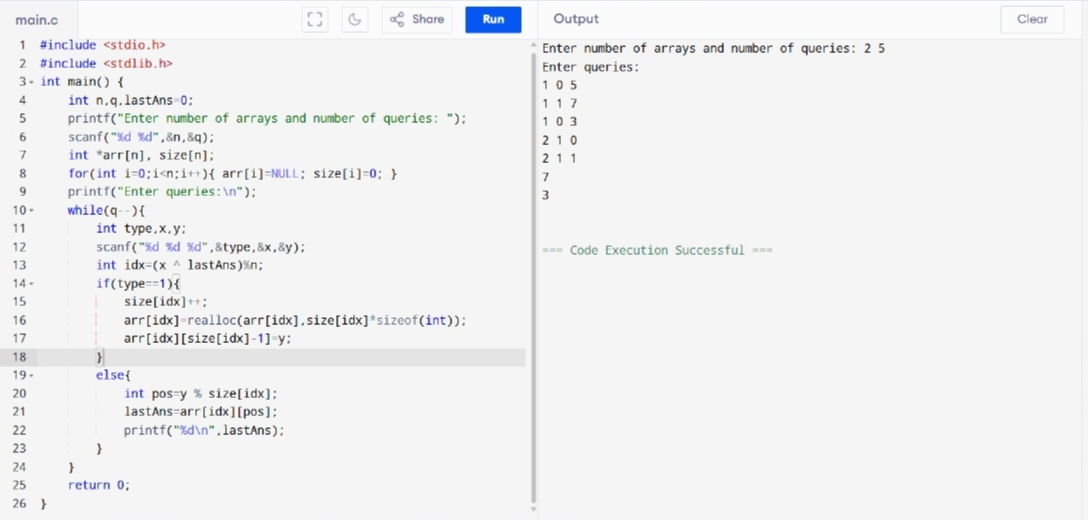 main.c
Share
Run
Output
Clear
1 #include <stdio.h>
2 #include <stdlib.h>
3 int main() {
4 int n,q,lastAns=0;
5 printf("Enter number of arrays and number of queries: ");
6 scanf("%d %d",&n,&q);
7 int *arr[n], size[n];
8 for(int i=0;i<n;i++){ arr[i]=NULL; size[i]=0; }
9 printf("Enter queries:\n");
10 while(q--){
11 int type,x,y;
12 scanf("%d %d %d",&type,&x,&y);
13 int idx=(x ^ lastAns)%n;
14 if(type==1){
15 size[idx]++;
16 arr[idx]=realloc(arr[idx],size[idx]*sizeof(int));
17 arr[idx][size[idx]-1]=y;
18 }
19 else{
20 int pos=y % size[idx];
21 lastAns=arr[idx][pos];
22 printf("%d\n",lastAns);
23 }
24 }
25 return 0;
26 }
Enter number of arrays and number of queries: 2 5
Enter queries:
1 0 5
1 1 7
1 0 3
2 1 0
2 1 1
7
3
=== Code Execution Successful ===